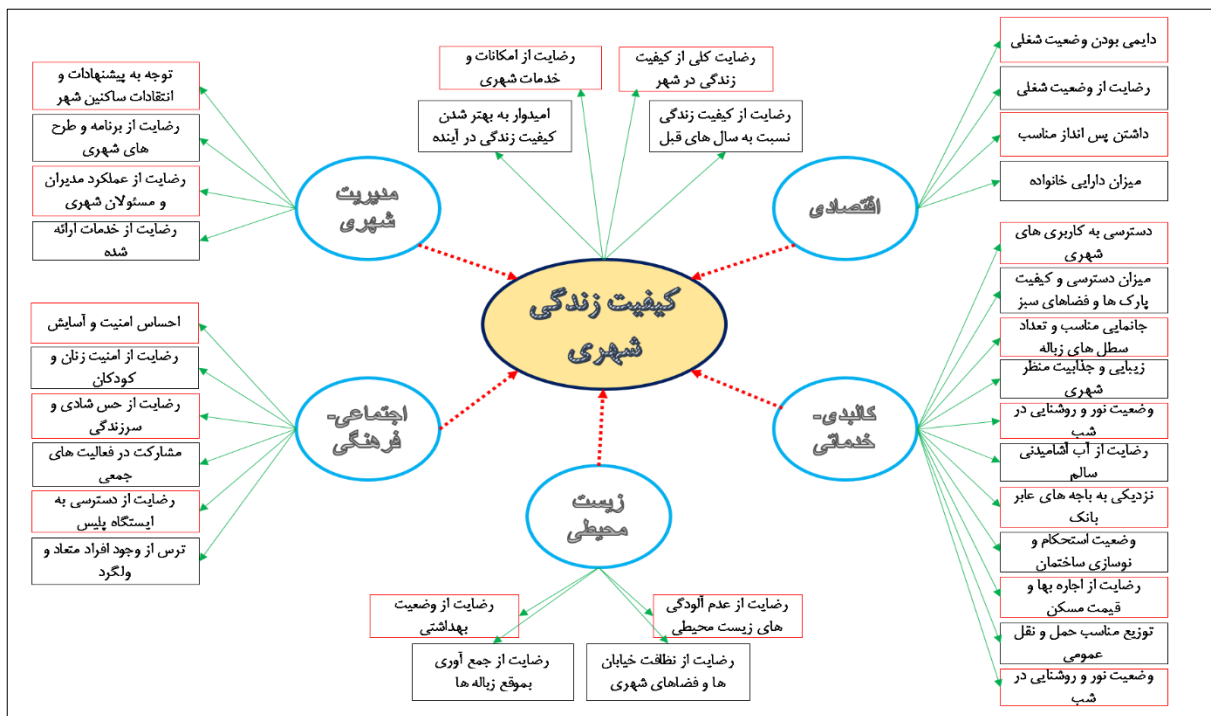 دایمی بودن وضعیت شغلی
رضایت از وضعیت شغلی
داشتن پس انداز مناسب
میزان دارایی خانواده
اقتصادی
دسترسی به کاربری های
شهری
میزان دسترسی و کیفیت
پارک ها و فضاهای سبز
جانمایی مناسب و تعداد
سطل های زباله
زیبایی و جذابیت منظر
شهری
وضعیت نور و روشنایی در
شب
رضایت از آب آشامیدنی
سالم
نزدیکی به باجه های عابر
بانک
وضعیت استحکام و
نوسازی ساختمان
رضایت از اجاره بها و
قیمت مسکن
توزیع مناسب حمل و نقل
عمومی
وضعیت نور و روشنایی در
شب
کالبدی-
خدماتی
رضایت کلی از کیفیت
زندگی در شهر
رضایت از امکانات و
خدمات شهری
رضایت از کیفیت زندگی
نسبت به سال های قبل
امیدوار به بهتر شدن
کیفیت زندگی در آینده
کیفیت زندگی
شهری
زیست
محیطی
رضایت از عدم آلودگی
های زیست محیطی
رضایت از وضعیت
بهداشتی
رضایت از نظافت خیابان
ها و فضاهای شهری
رضایت از جمع آوری
بموقع زباله ها
مدیریت
شهری
توجه به پیشنهادات و
انتقادات ساکنین شهر
رضایت از برنامه و طرح
های شهری
رضایت از عملکرد مدیران
و مسئولان شهری
رضایت از خدمات ارائه
شده
اجتماعی-
فرهنگی
احساس امنیت و آسایش
رضایت از امنیت زنان و
کودکان
رضایت از حس شادی و
سرزندگی
مشارکت در فعالیت های
جمعی
رضایت از دسترسی به
ایستگاه پلیس
ترس از وجود افراد متعاد و
ولگرد